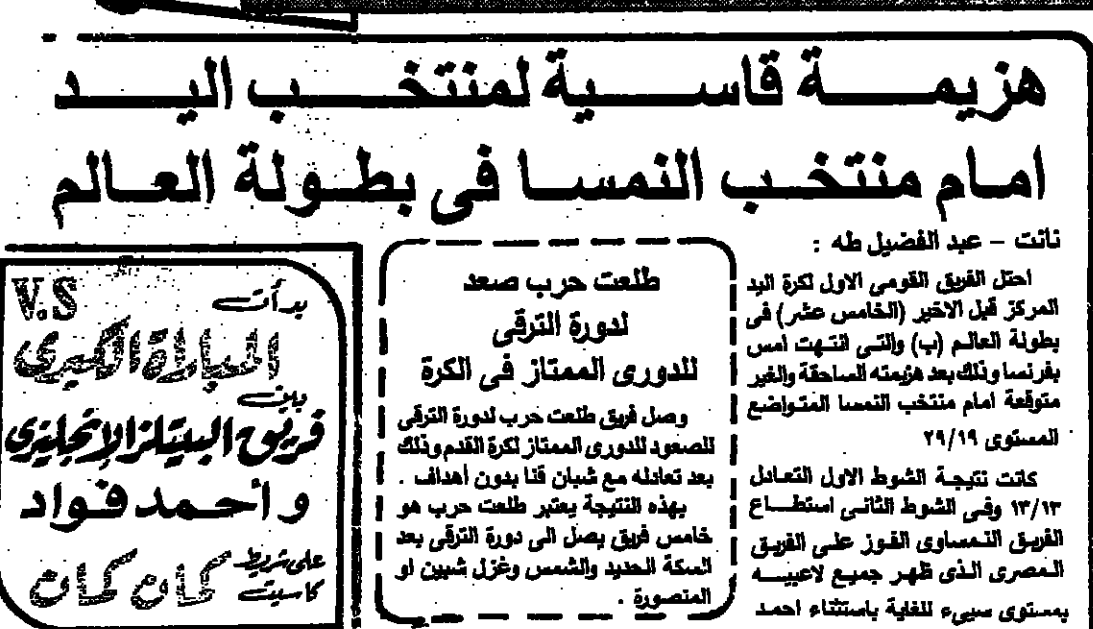 هزيمة قاسية لمنتخب اليد
امام منتخب النمسا فى بطولة العالم
نانت – عبد الفضيل طه :
احتل الفريق القومى الاول لكرة اليد
المركز قبل الاخير (الخامس عشر) فى
بطولة العالم (ب) والتى انتهت امس
بفرنسا وذلك بعد هزيمته الساحقة والغير
متوقعة امام منتخب النمسا المتواضع
المستوى ٢٩/١٩
كانت نتيجة الشوط الاول التعادل
١٣/١٣ وفى الشوط الثانى استطاع
الفريق النمساوى الفوز على الفريق
المصرى الذى ظهر جميع لاعبيه
بمستوى سيىء للغاية باستثناء احمد
طلعت حرب صعد
لدورة الترقى
للدورى الممتاز فى الكرة
وصل فريق طلعت حرب لدورة الترقى
للصعود للدورى الممتاز لكرة القدم وذلك
بعد تعادله مع شبان قنا بدون أهداف .
بهذه النتيجة يعتبر طلعت حرب هو
خامس فريق يصل الى دورة الترقى بعد
السكة الحديد والشمس وغزل شبين او
المنصورة .
بدأت V.S
المباراة الكبرى
بين
فريق البيتلز الإنجليزى
و أحمد فؤاد
على شريط
كاسيت كان كان